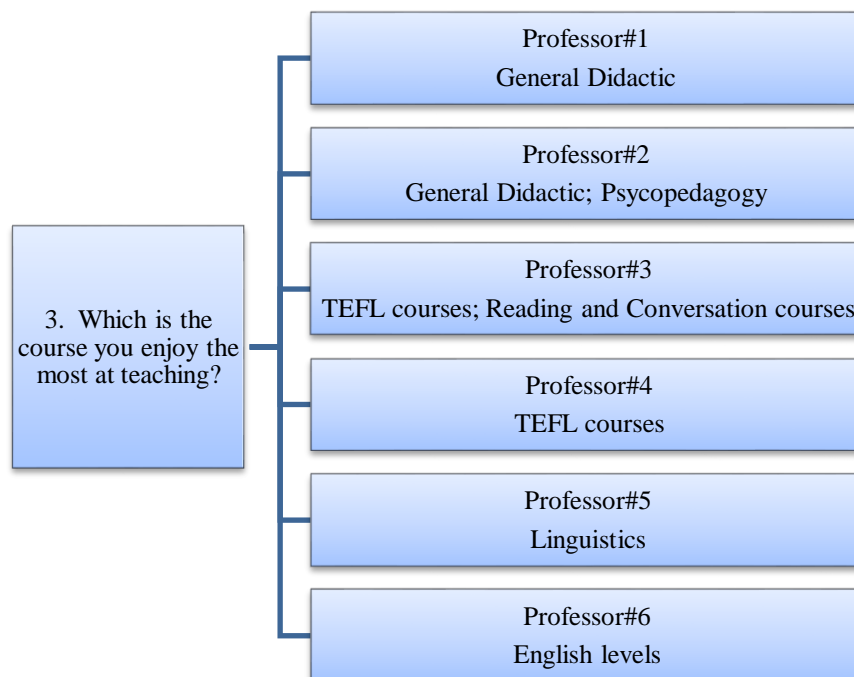 3. Which is the
course you enjoy the
most at teaching?
Professor#1
General Didactic
Professor#2
General Didactic; Psycopedagogy
Professor#3
TEFL courses; Reading and Conversation courses
Professor#4
TEFL courses
Professor#5
Linguistics
Professor#6
English levels